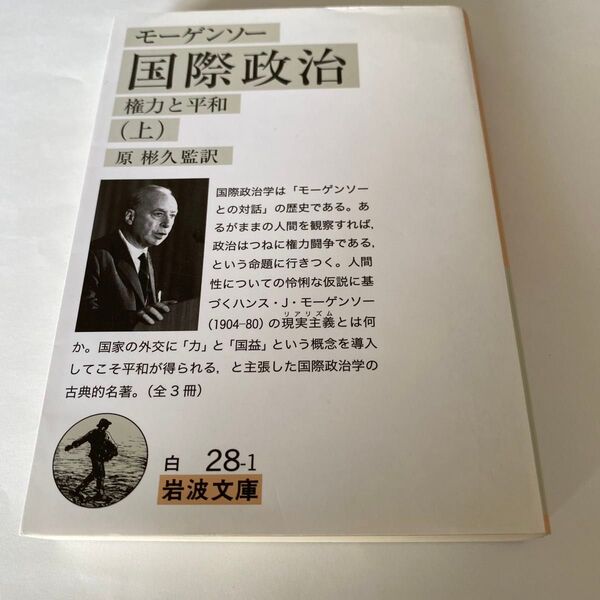 モーゲンソー
国際政治
権力と平和
(上)
原 彬久監訳
国際政治学は「モーゲンソー
との対話」の歴史である。あ
るがままの人間を観察すれば,
政治はつねに権力闘争である,
という命題に行きつく。人間
性についての怜悧な仮説に基
づくハンス・J・モーゲンソー
リアリズム
(1904-80)の現実主義とは何
か。国家の外交に「力」と「国益」という概念を導入
してこそ平和が得られる, と主張した国際政治学の
古典的名著。(全3冊)
白 28-1
岩波文庫